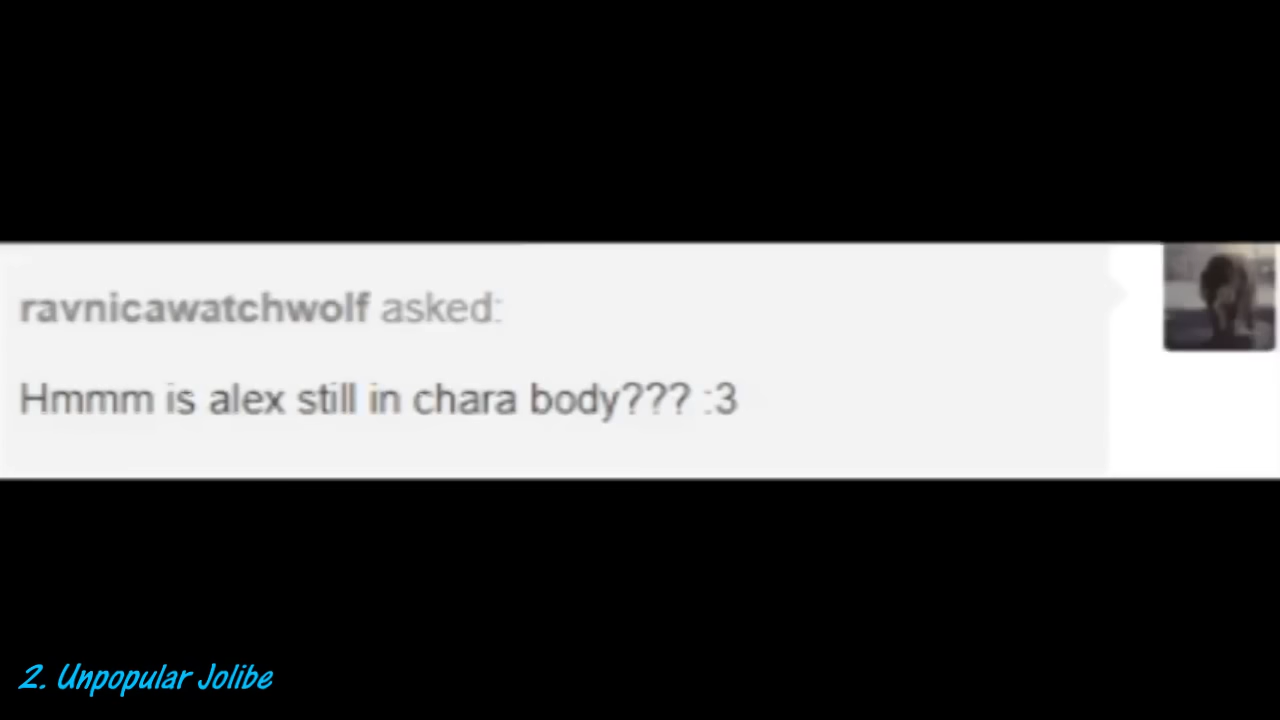 ravnicawatchwolf asked:
Hmmm is alex still in chara body??? :3
2. Unpopular Jolibe